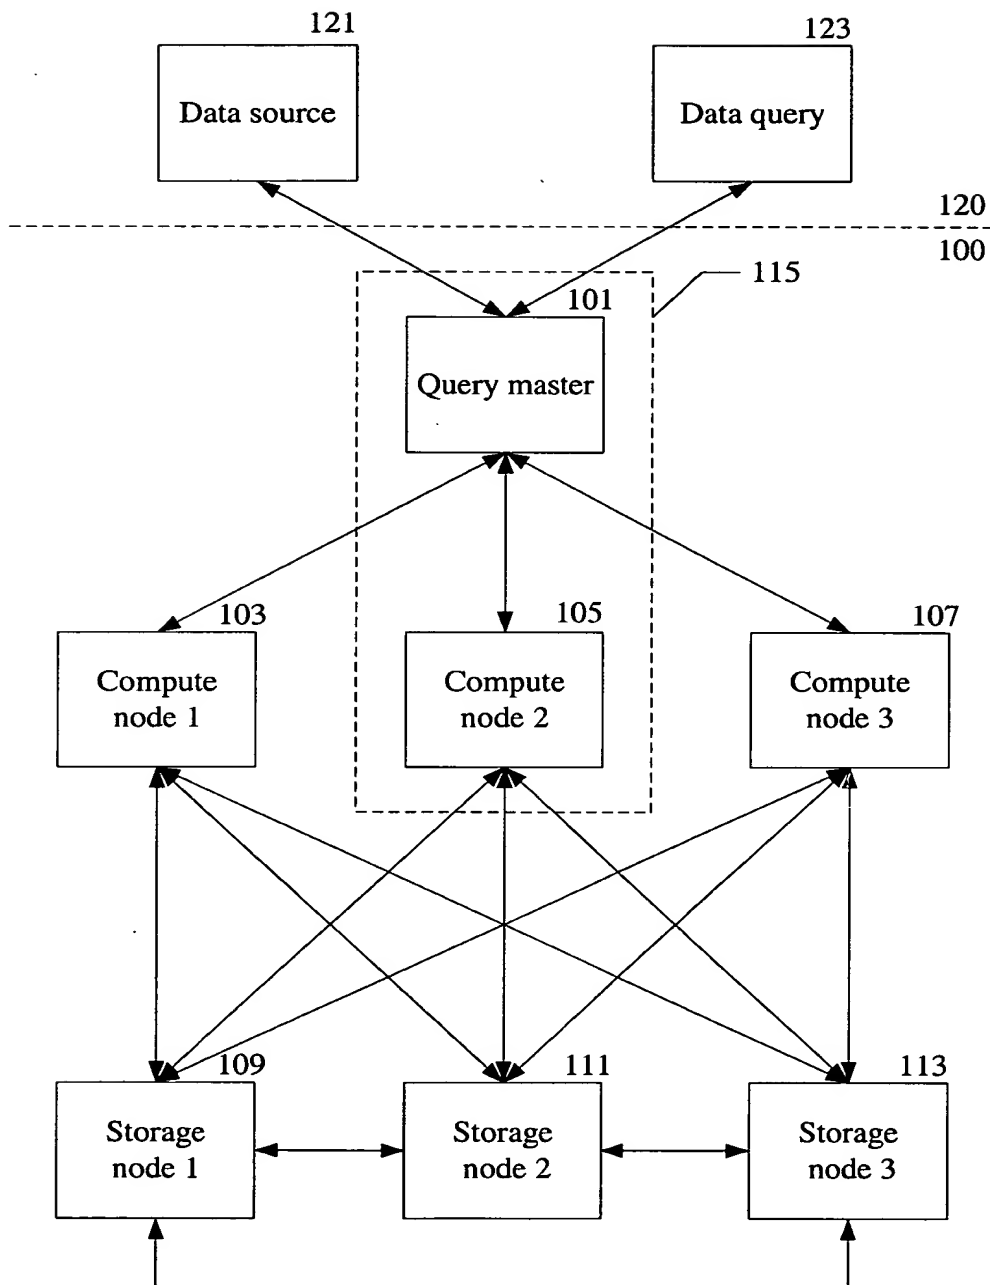 121
123
Data source
Data query
120
100
115
101
Query master
103
105
107
Compute
node 1
Compute
node 2
Compute
node 3
109
111
113
Storage
node 1
Storage
node 2
Storage
node 3